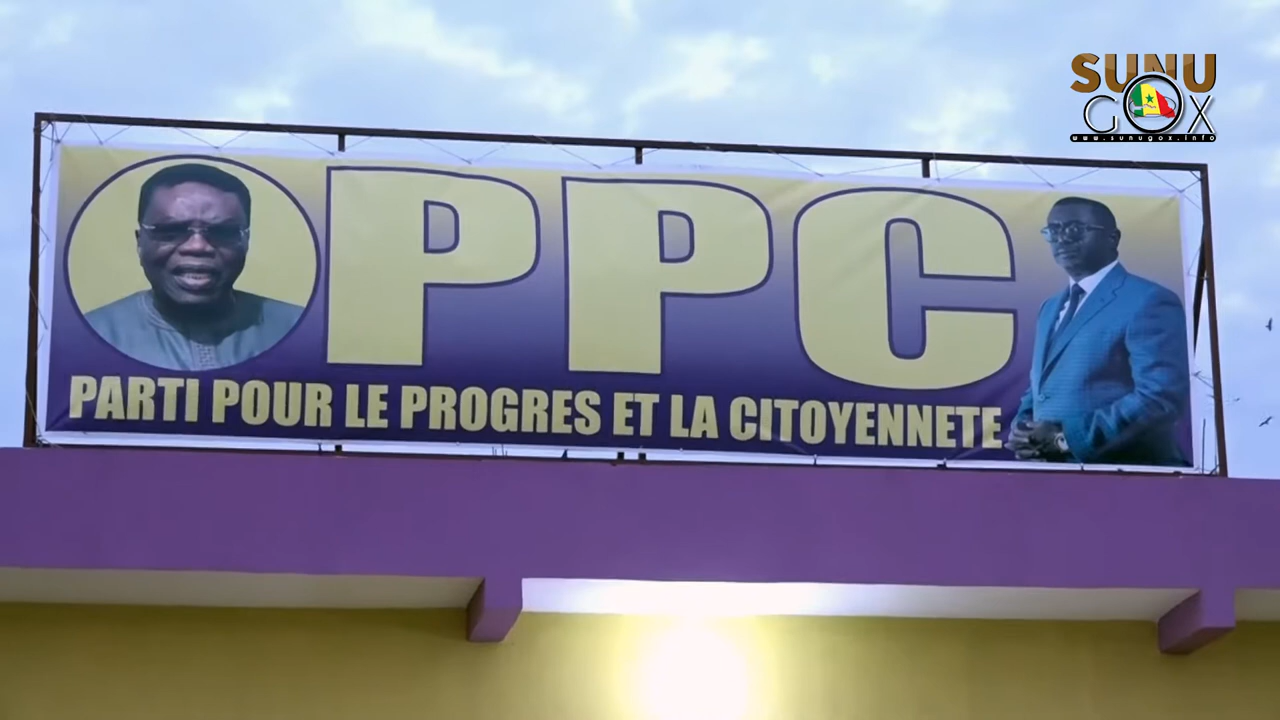 SUNU
GOX
www.sunugox.info
PPC
PARTI POUR LE PROGRES ET LA CITOYENNETE